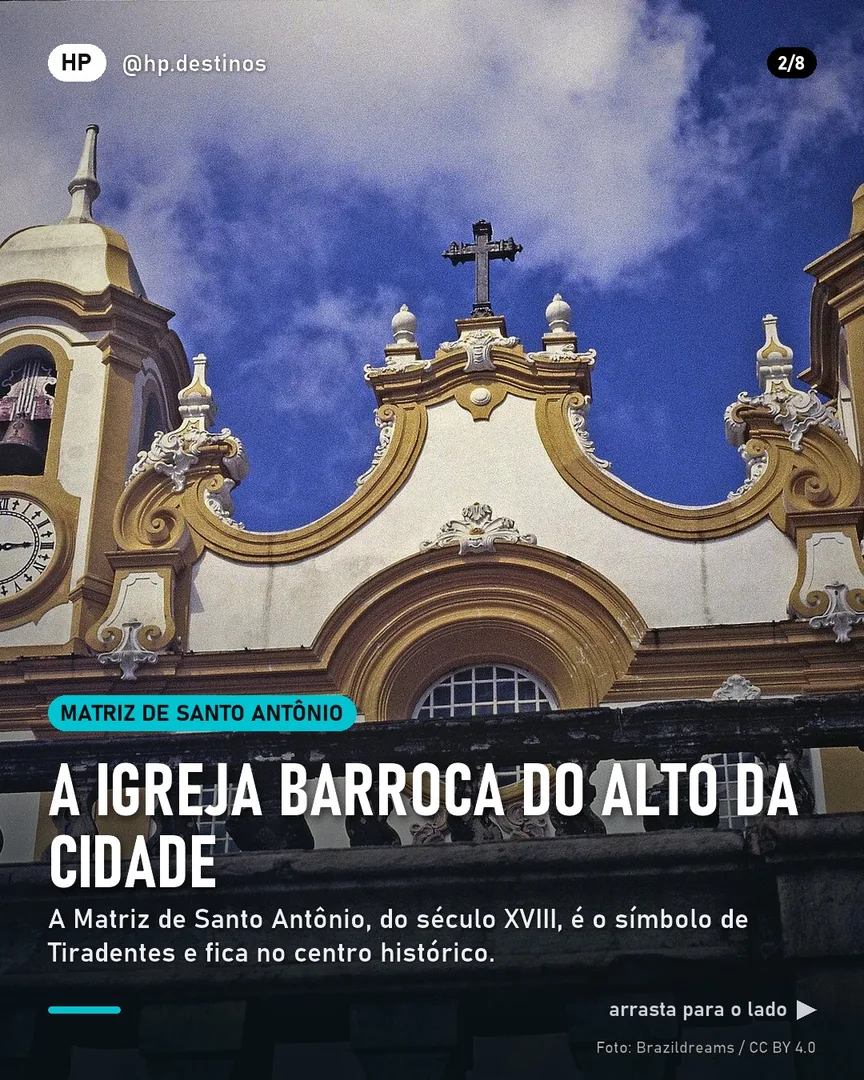 HP @hp.destinos 2/8
MATRIZ DE SANTO ANTÔNIO
A IGREJA BARROCA DO ALTO DA
CIDADE
A Matriz de Santo Antônio, do século XVIII, é o símbolo de
Tiradentes e fica no centro histórico.
arrasta para o lado ▶
Foto: Brazildreams / CC BY 4.0